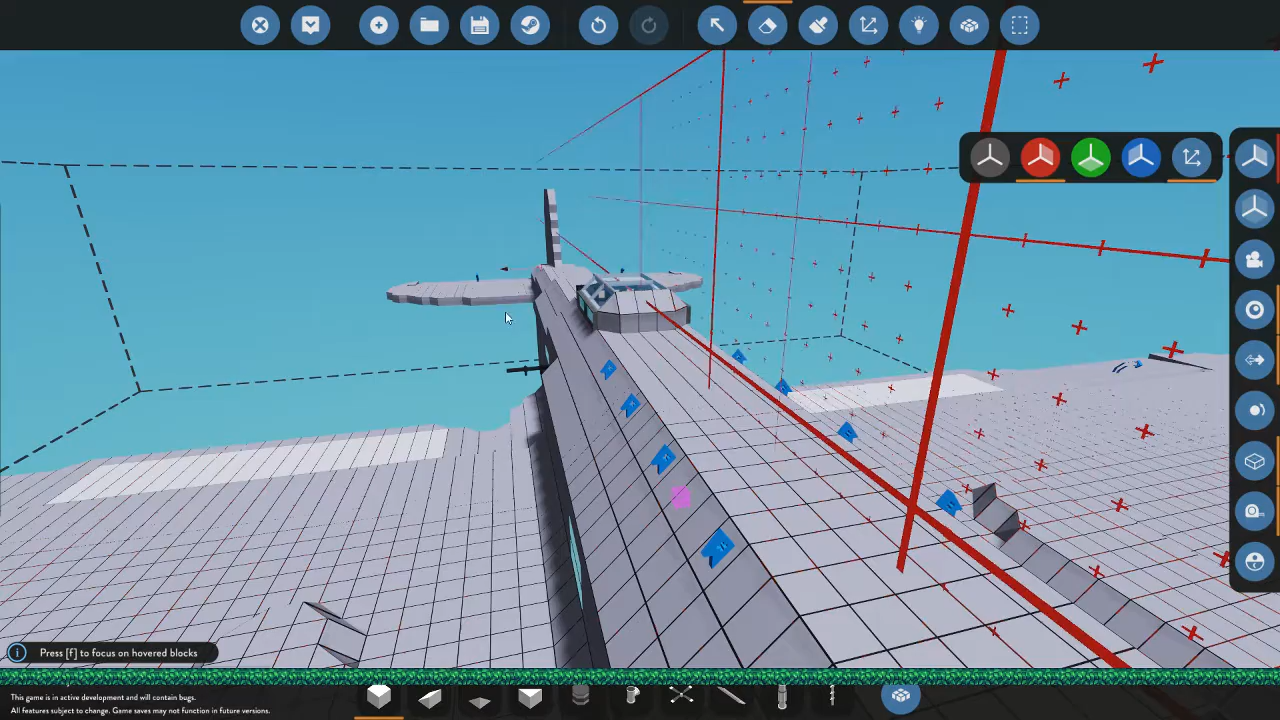 Press [f] to focus on hovered blocks
This game is in active development and will contain bugs.
All features subject to change. Game saves may not function in future versions.